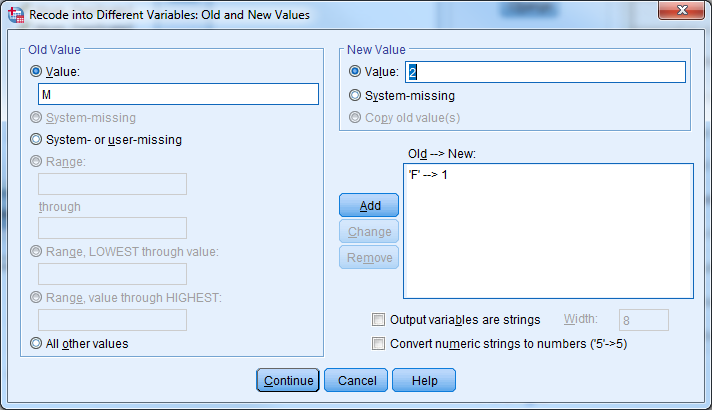 Recode into Different Variables: Old and New Values
Old Value
Value:
M
System-missing
System- or user-missing
Range:
through
Range, LOWEST through value:
Range, value through HIGHEST:
All other values
New Value
Value: 2
System-missing
Copy old value(s)
Old --> New:
'F' --> 1
Add
Change
Remove
Output variables are strings Width: 8
Convert numeric strings to numbers ('5'->5)
Continue Cancel Help